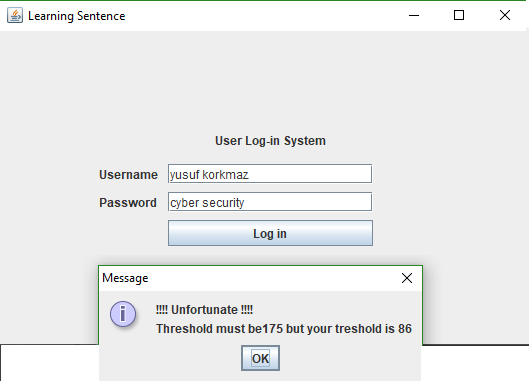 Learning Sentence
User Log-in System
Username yusuf korkmaz
Password cyber security
Log in
Message
!!!! Unfortunate !!!!
Threshold must be175 but your treshold is 86
OK